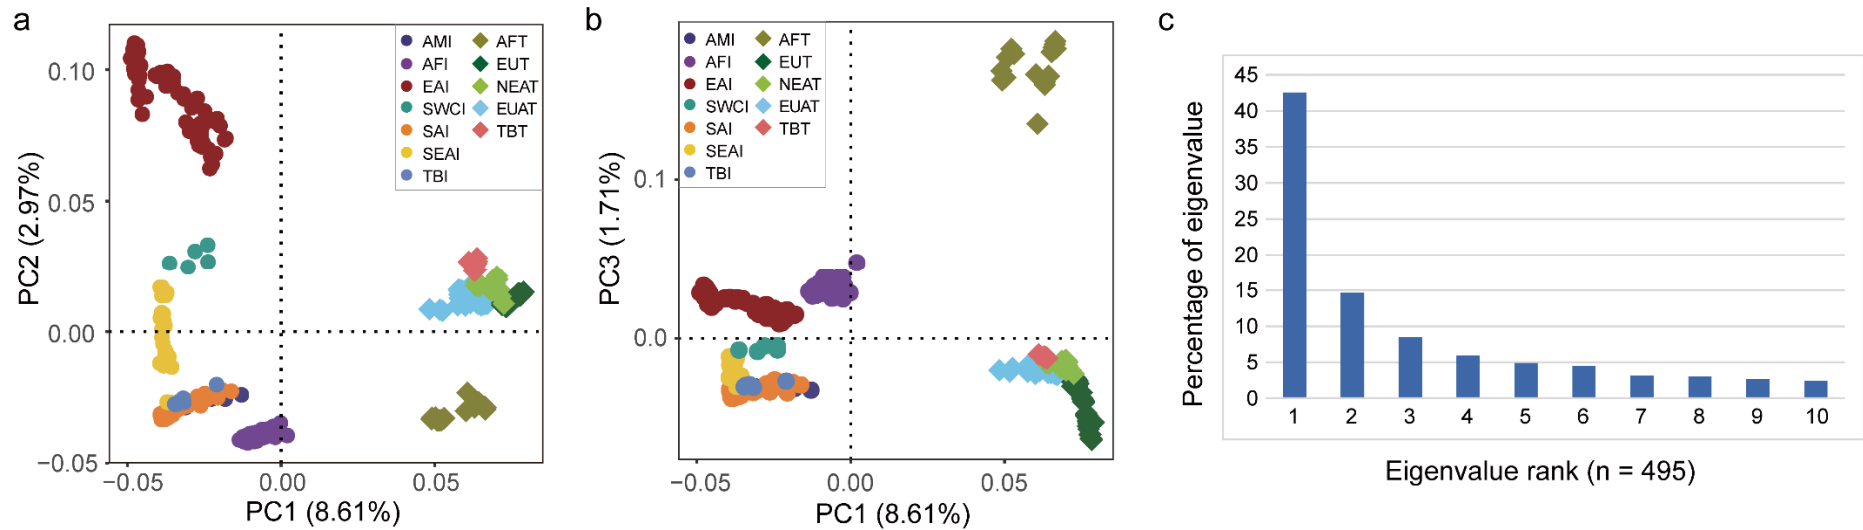 a
PC2 (2.97%)
0.10
0.05
0.00
−0.05
−0.05
0.00
0.05
PC1 (8.61%)
AMI
AFI
EAI
SWCI
SAI
SEAI
TBI
AFT
EUT
NEAT
EUAT
TBT
b
PC3 (1.71%)
0.1
0.0
−0.05
0.00
0.05
PC1 (8.61%)
AMI
AFI
EAI
SWCI
SAI
SEAI
TBI
AFT
EUT
NEAT
EUAT
TBT
c
Percentage of eigenvalue
45
40
35
30
25
20
15
10
5
0
1 2 3 4 5 6 7 8 9 10
Eigenvalue rank (n = 495)